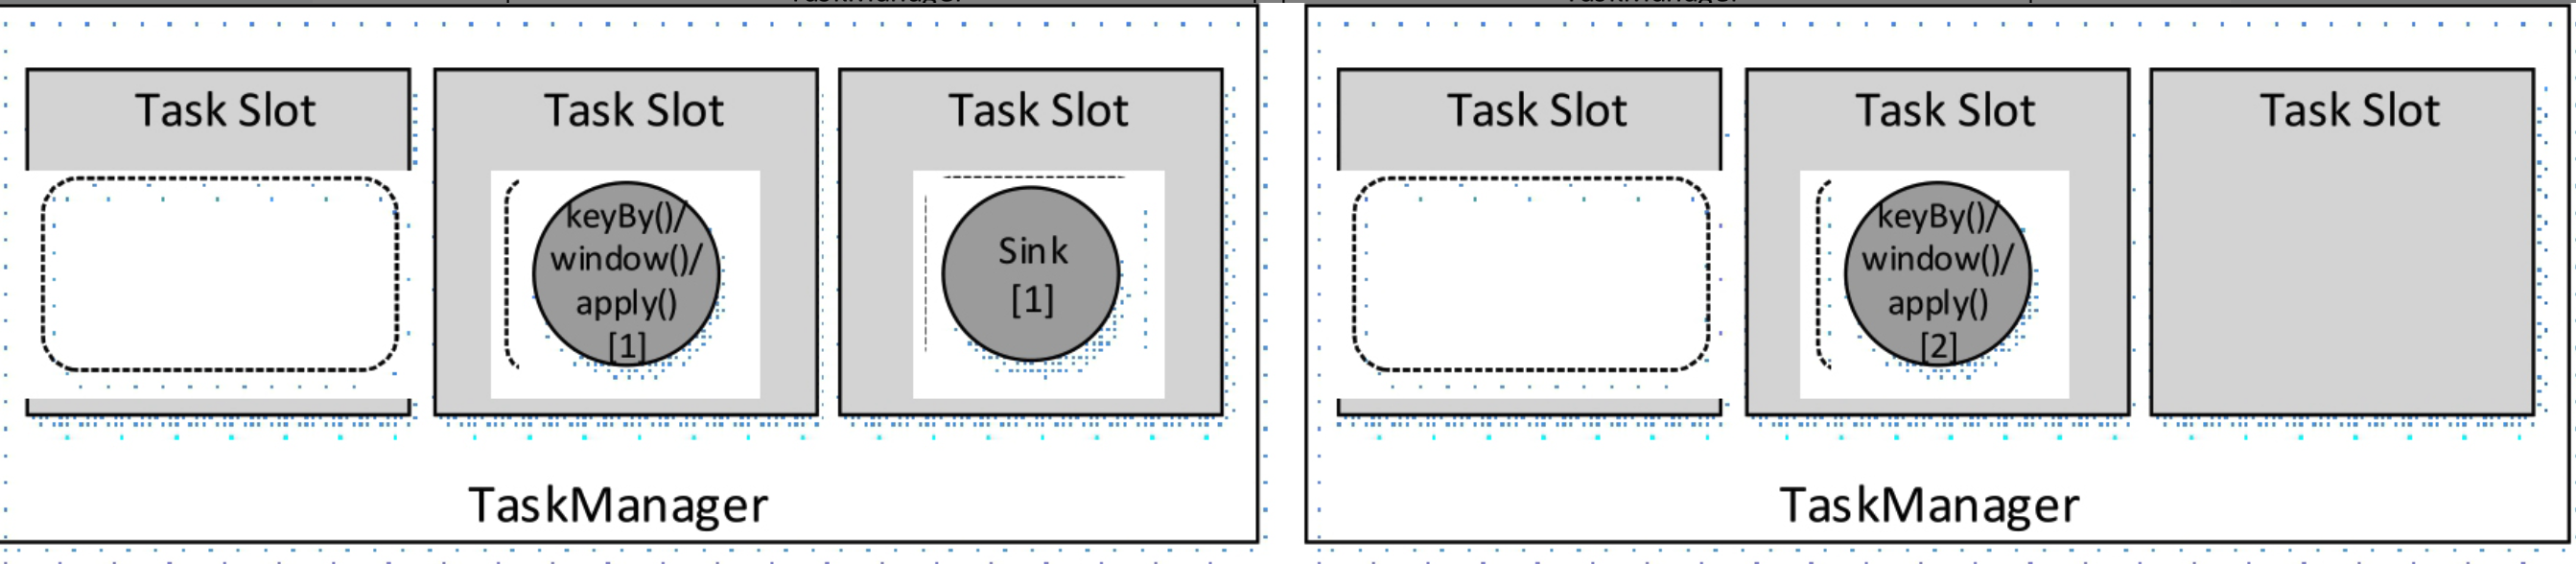 Task Slot
Task Slot
Task Slot
keyBy()/
window()/
apply()
[1]
Sink
[1]
TaskManager
Task Slot
Task Slot
Task Slot
keyBy()/
window()/
apply()
[2]
TaskManager